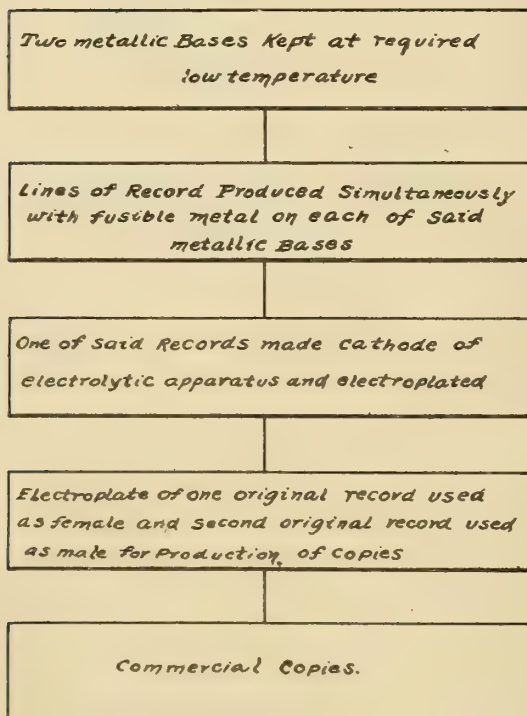 Two metallic Bases Kept at required
low temperature
Lines of Record Produced Simultaneously
with fusible metal on each of Said
metallic Bases
One of Said Records made cathode of
electrolytic apparatus and electroplated
Electroplate of one original record used
as female and second original record used
as male for Production, of copies
Commercial Copies.